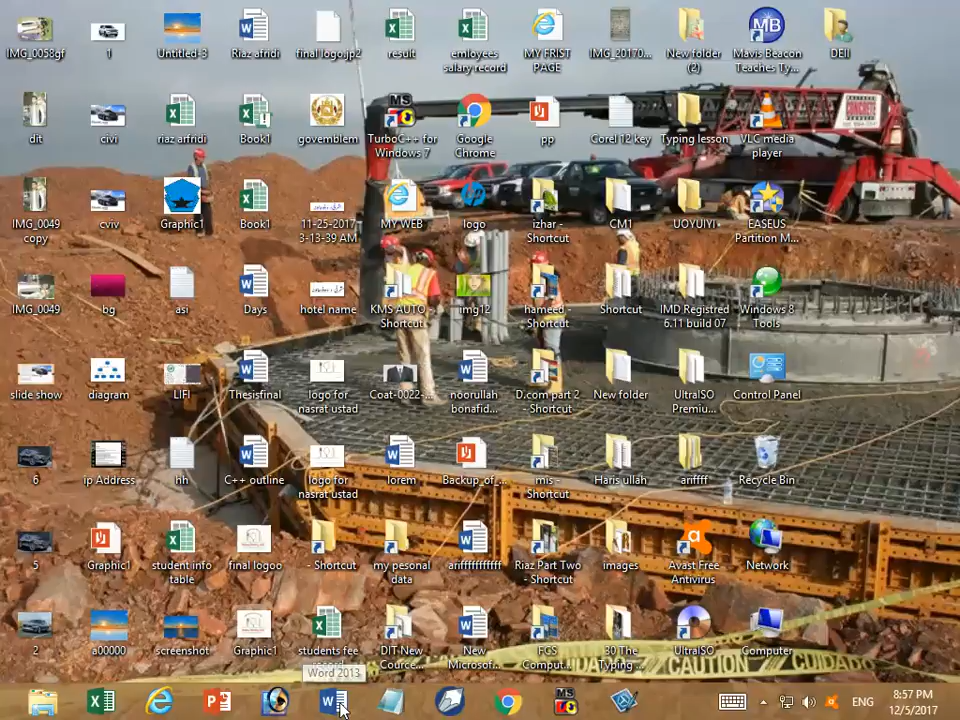 IMG_0058gf
1
Untitled-3
Riaz afridi
final logo.jp2
result
emloyees
salary record
MY FRIST
PAGE
IMG_20170...
New folder
(2)
Mavis Beacon
Teaches Ty...
DEII
dit
civi
riaz arfridi
Book1
govemblem
TurboC++ for
Windows 7
Google
Chrome
pp
Corel 12 key
Typing lesson
VLC media
player
IMG_0049
copy
cviv
Graphic1
Book1
11-25-2017
3-13-39 AM
MY WEB
logo
izhar -
Shortcut
CM1
UOYUIYI
EASEUS
Partition M...
IMG_0049
bg
asi
Days
hotel name
KMS AUTO -
Shortcut
img12
hameed -
Shortcut
Shortcut
IMD Registred
6.11 build 07
Windows 8
Tools
slide show
diagram
LIFI
Thesisfinal
logo for
nasrat ustad
Coat-0022-...
noorullah
bonafid...
D.com part 2
- Shortcut
New folder
UltraISO
Premiu...
Control Panel
6
ip Address
hh
C++ outline
logo for
nasrat ustad
lorem
Backup_of_...
mis -
Shortcut
Haris ullah
ariffff
Recycle Bin
5
Graphic1
student info
table
final logoo
- Shortcut
my pesonal
data
Riaz Part Two
- Shortcut
images
Avast Free
Antivirus
Network
2
a00000
screenshot
Graphic1
students fee
DIT New
Cource...
New
Microsof...
FGS
Comput...
30 The
Typing ...
UltraISO
Computer
CUIDADO
Word 2013
ENG
8:57 PM
12/5/2017